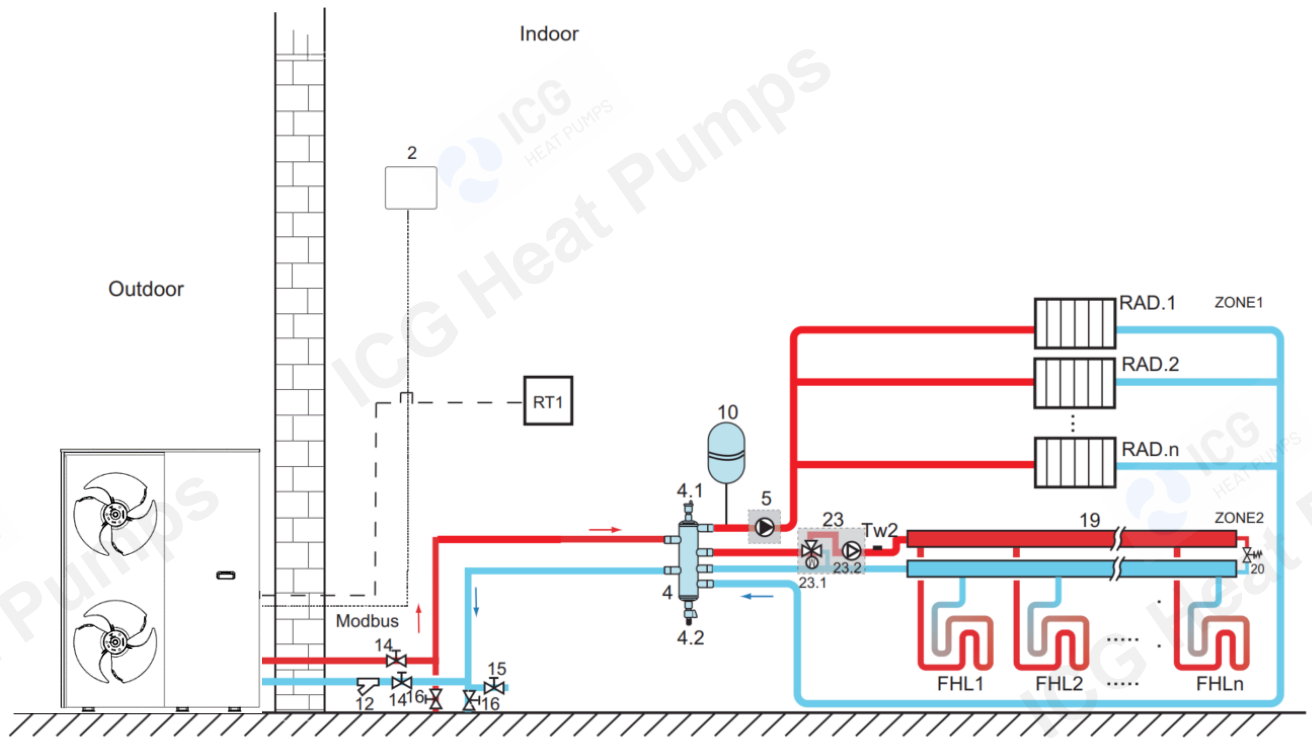 Indoor
2
Outdoor
RT1
Modbus
14
12
14
16
16
15
10
4.1
5
4
4.2
23
23.1
23.2
Tw2
19
20
RAD.1
ZONE1
RAD.2
RAD.n
ZONE2
FHL1
FHL2
FHLn
ICG Heat Pumps
ICG
HEAT PUMPS
ICG
HEAT PUMPS
Pumps
ICG Heat P